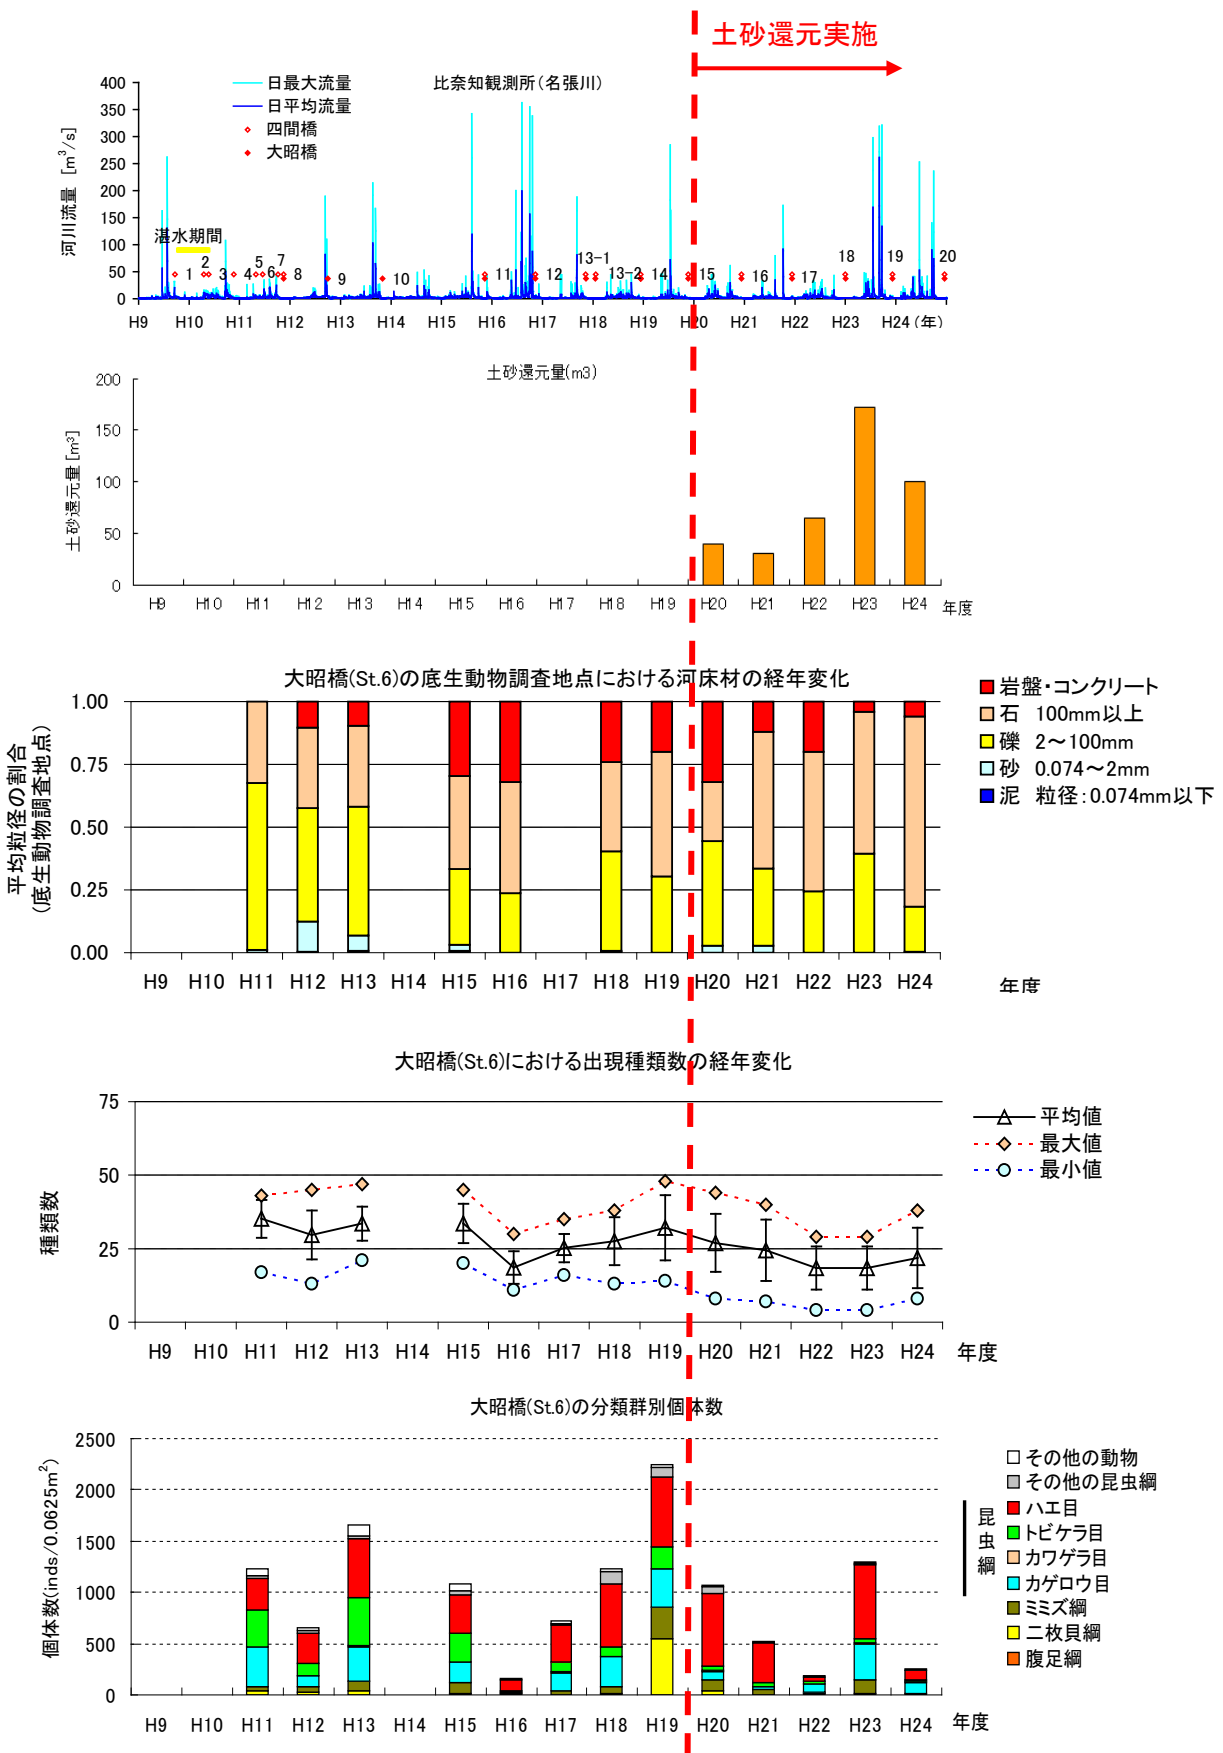 土砂還元実施
比奈知観測所(名張川)
日最大流量
日平均流量
四間橋
大昭橋
河川流量 [m³/s]
400
350
300
250
200
150
100
50
0
湛水期間
1 2 3 4 5 6 7 8 9 10 11 12 13-1 13-2 14 15 16 17 18 19 20
H9 H10 H11 H12 H13 H14 H15 H16 H17 H18 H19 H20 H21 H22 H23 H24 (年)
土砂還元量(m3)
土砂還元量[m³]
200
150
100
50
0
H9 H10 H11 H12 H13 H14 H15 H16 H17 H18 H19 H20 H21 H22 H23 H24 年度
大昭橋(St.6)の底生動物調査地点における河床材の経年変化
平均粒径の割合
(底生動物調査地点)
1.00
0.75
0.50
0.25
0.00
岩盤・コンクリート
石 100mm以上
礫 2～100mm
砂 0.074～2mm
泥 粒径:0.074mm以下
H9 H10 H11 H12 H13 H14 H15 H16 H17 H18 H19 H20 H21 H22 H23 H24 年度
大昭橋(St.6)における出現種類数の経年変化
種類数
75
50
25
0
平均値
最大値
最小値
H9 H10 H11 H12 H13 H14 H15 H16 H17 H18 H19 H20 H21 H22 H23 H24 年度
大昭橋(St.6)の分類群別個体数
個体数(inds/0.0625m²)
2500
2000
1500
1000
500
0
その他の動物
その他の昆虫綱
ハエ目
トビケラ目
カワゲラ目
カゲロウ目
ミミズ綱
二枚貝綱
腹足綱
昆虫綱
H9 H10 H11 H12 H13 H14 H15 H16 H17 H18 H19 H20 H21 H22 H23 H24 年度